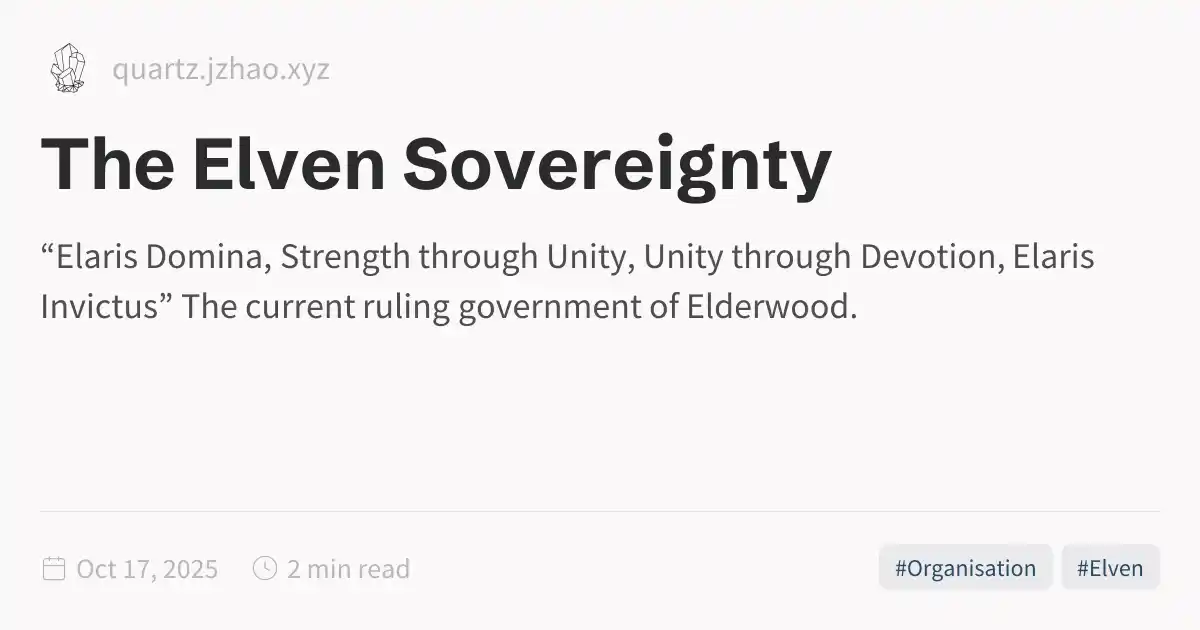 quartz.jzhao.xyz
The Elven Sovereignty
“Elaris Domina, Strength through Unity, Unity through Devotion, Elaris
Invictus” The current ruling government of Elderwood.
Oct 17, 2025
2 min read
#Organisation
#Elven